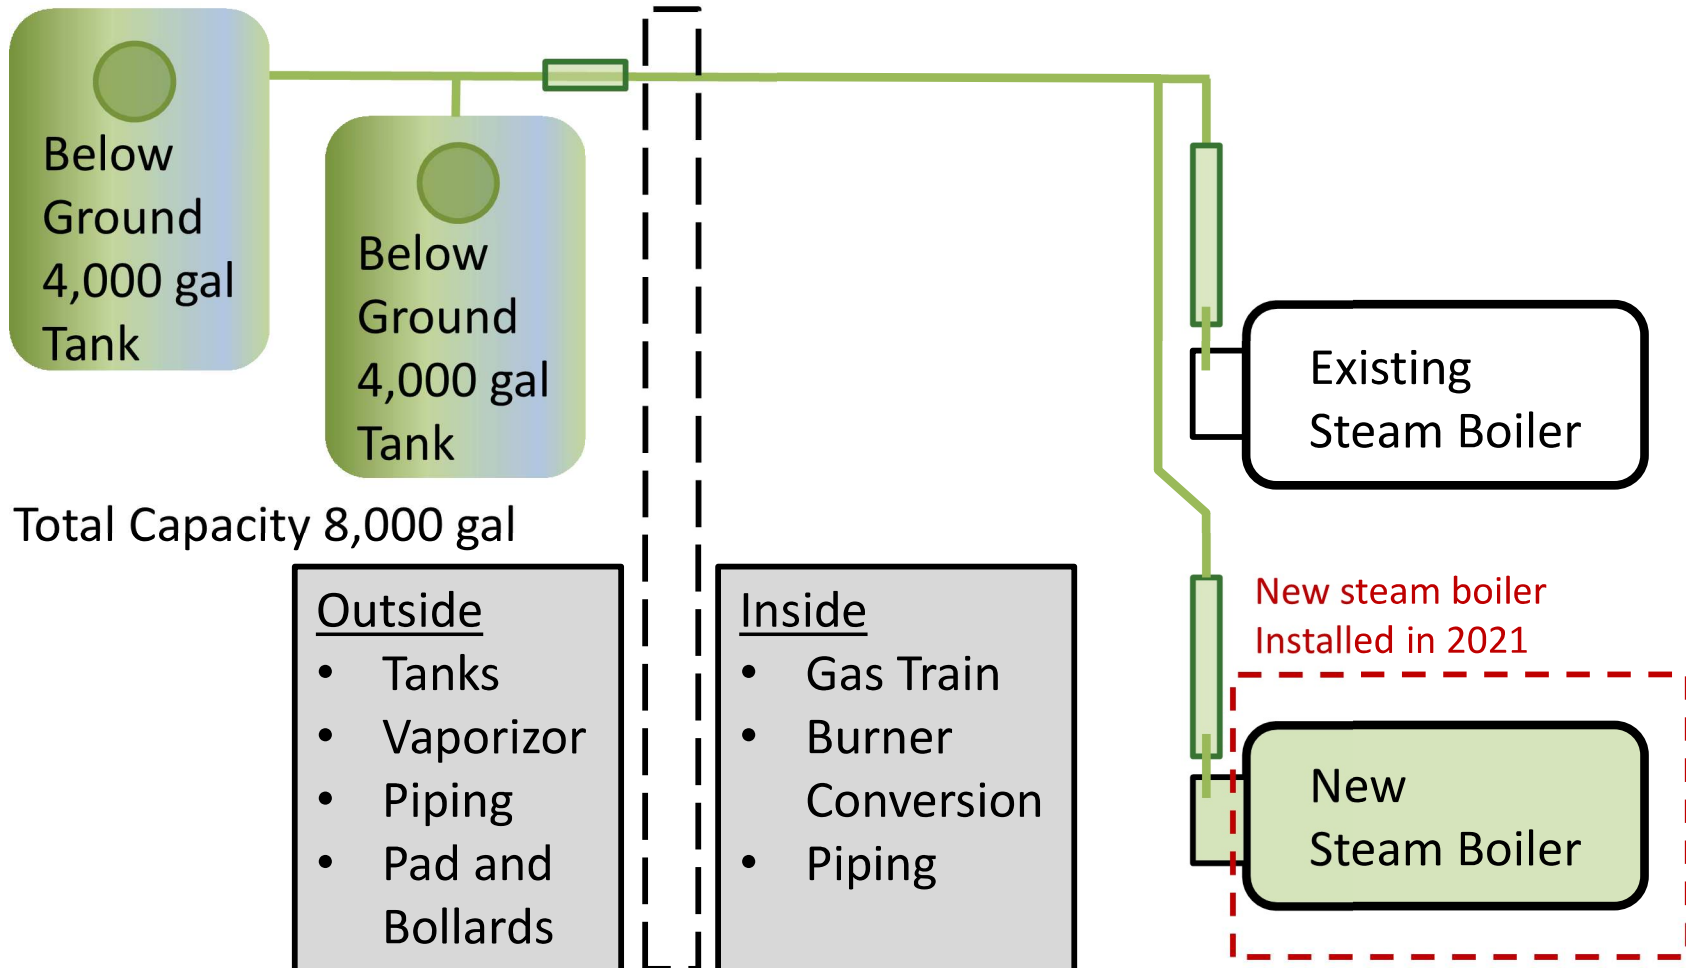 Below
Ground
4,000 gal
Tank
Below
Ground
4,000 gal
Tank
Total Capacity 8,000 gal
Outside
• Tanks
• Vaporizor
• Piping
• Pad and
Bollards
Inside
• Gas Train
• Burner
Conversion
• Piping
Existing
Steam Boiler
New steam boiler
Installed in 2021
New
Steam Boiler